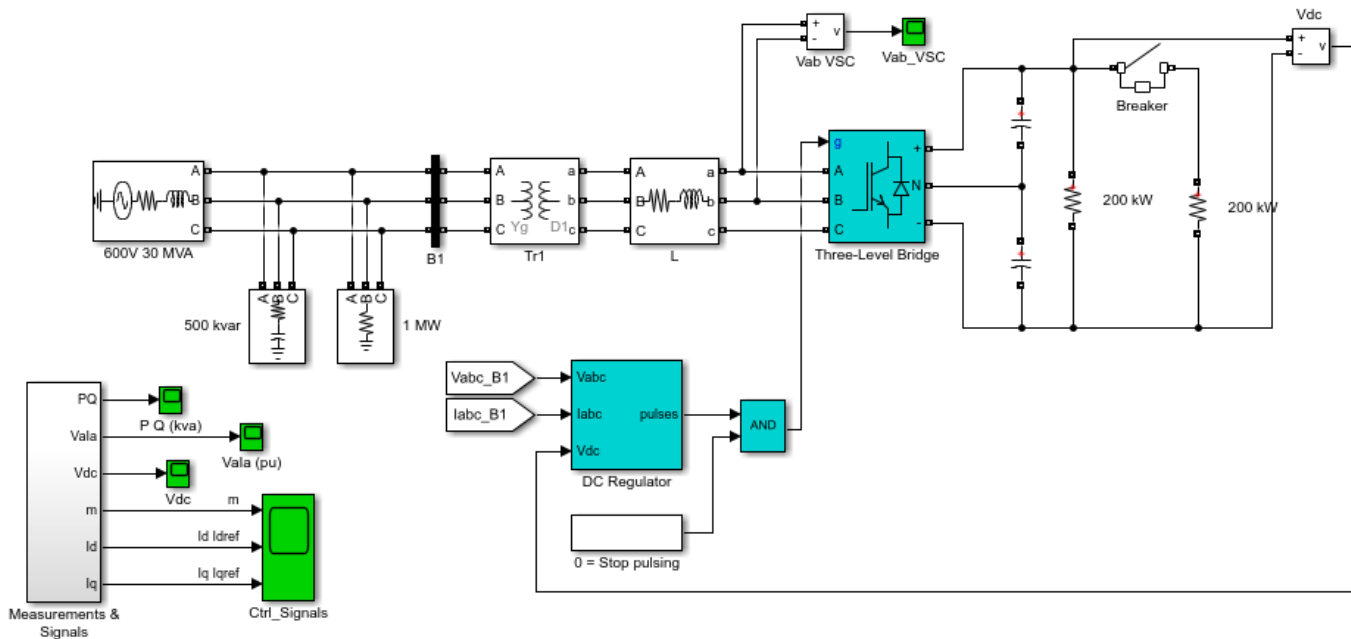 Vdc
+
-
v
+
-
v
Vab VSC
Vab_VSC
Breaker
g
A
B
C
+
N
-
Three-Level Bridge
200 kW
200 kW
A
B
C
600V 30 MVA
B1
A
B
C
a
b
c
Yg
D1
Tr1
A
B
C
a
b
c
L
A
B
C
500 kvar
A
B
C
1 MW
Vabc_B1
Iabc_B1
Vabc
Iabc
Vdc
pulses
DC Regulator
AND
0 = Stop pulsing
PQ
VaIa
Vdc
m
Id
Iq
P Q (kva)
VaIa (pu)
Vdc
m
Id Idref
Iq Iqref
Ctrl_Signals
Measurements &
Signals